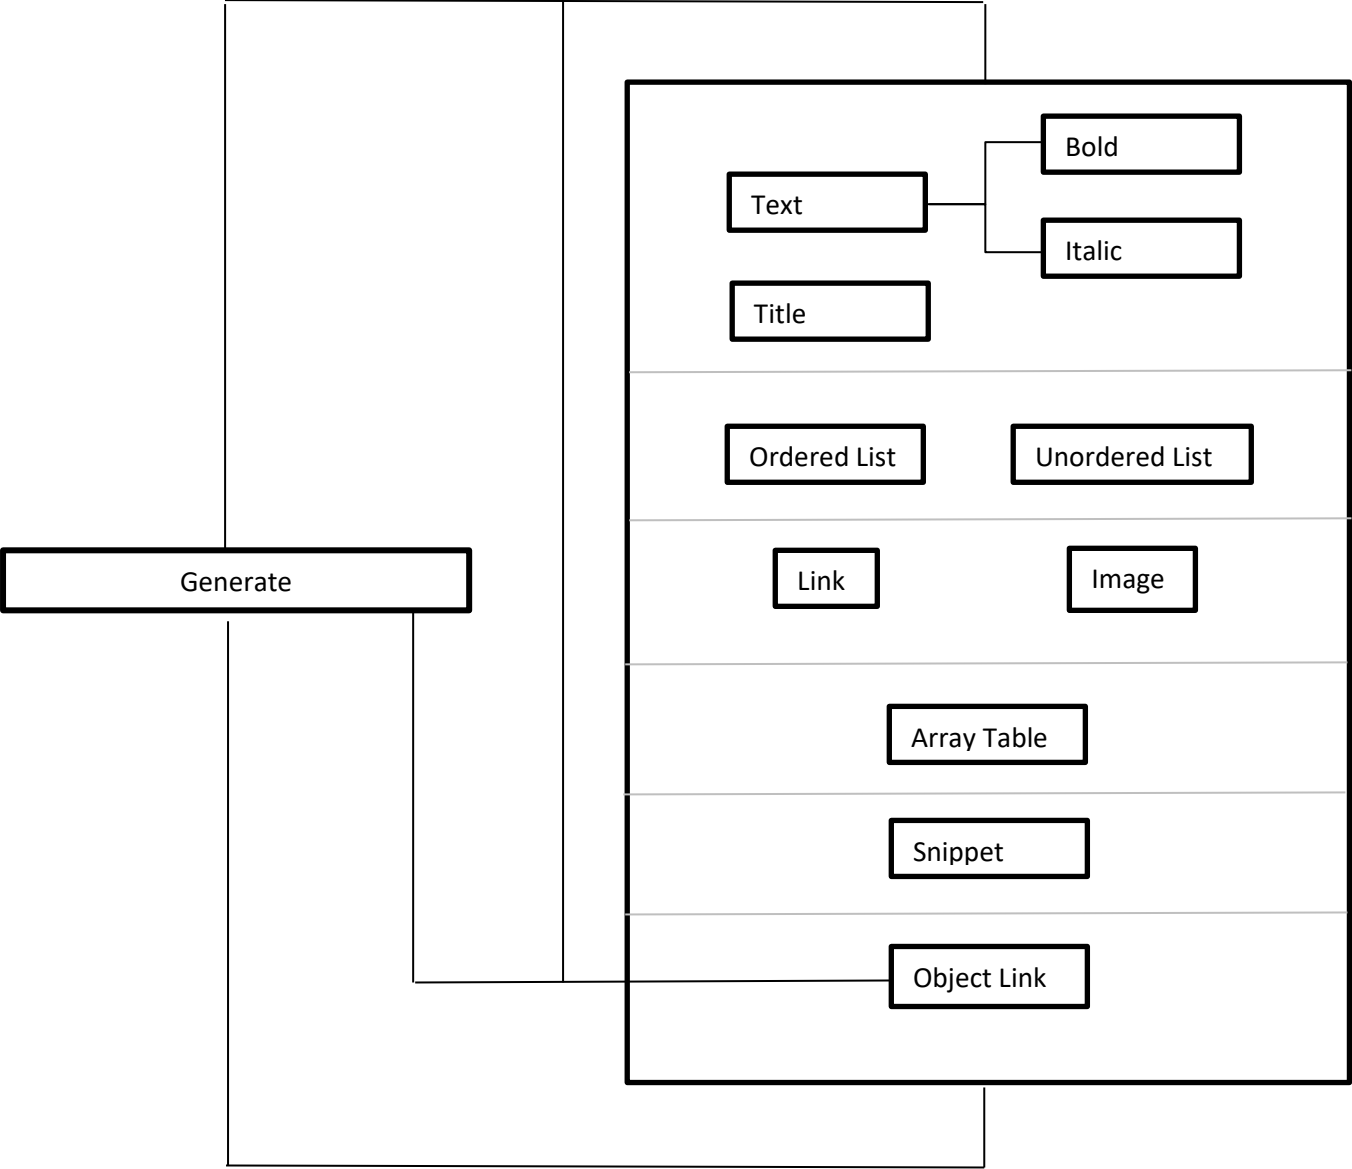 Bold
Text
Italic
Title
Ordered List
Unordered List
Generate
Link
Image
Array Table
Snippet
Object Link